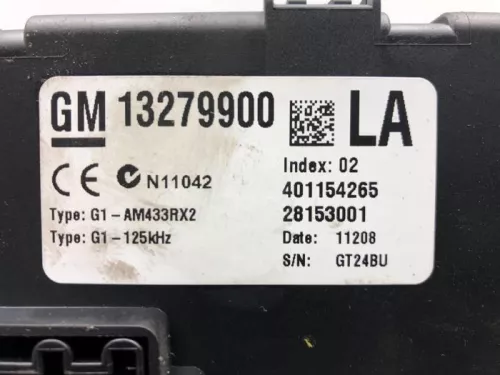 GM 13279900 LA
Index: 02
CE N11042
401154265
Type: G1-AM433RX2
28153001
Type: G1-125kHz
Date: 11208
S/N: GT24BU